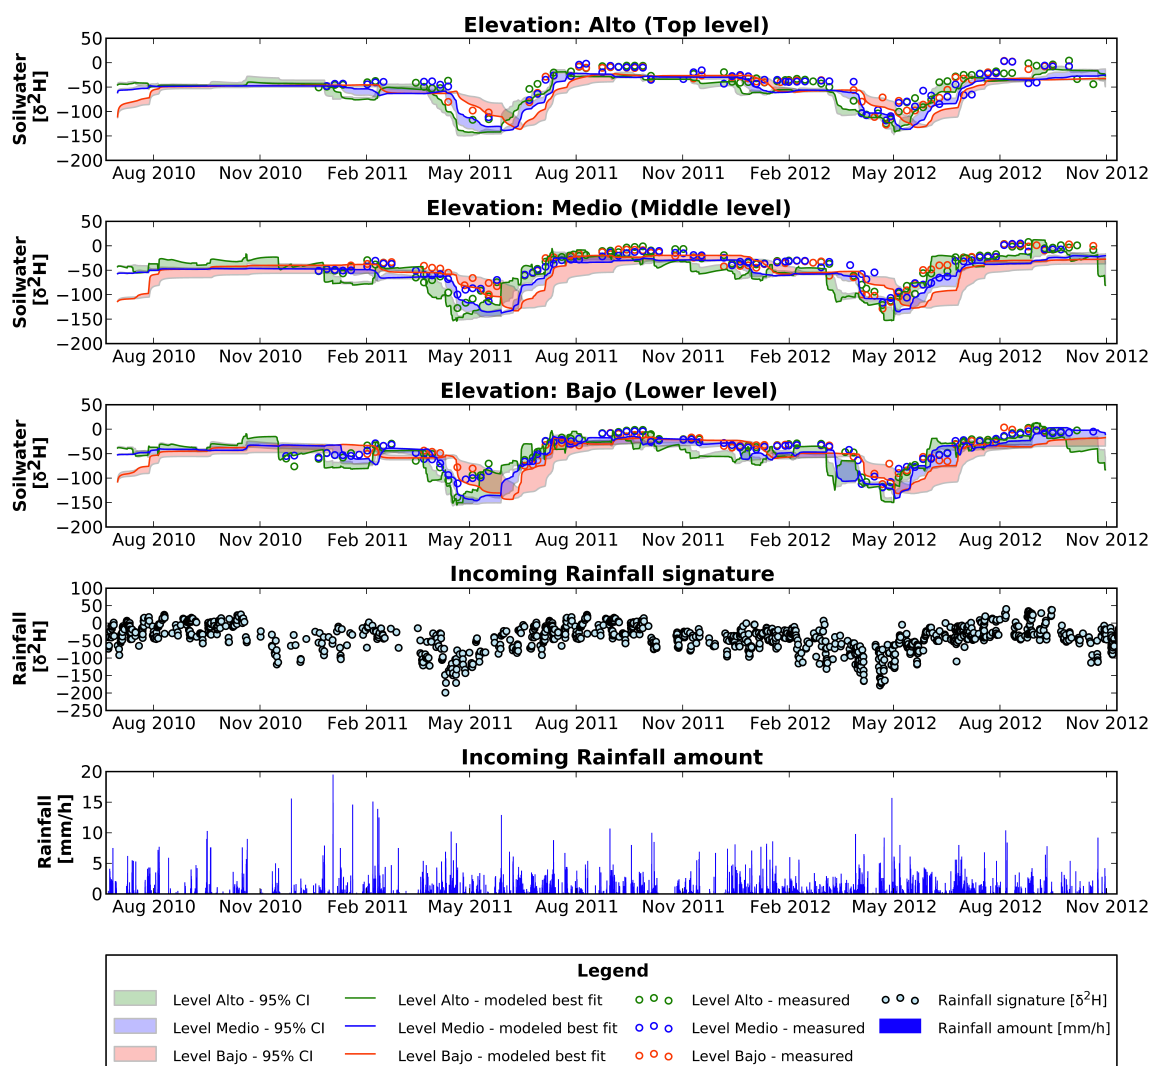 Elevation: Alto (Top level)
Soilwater
[δ²H]
50
0
−50
−100
−150
−200
Aug 2010 Nov 2010 Feb 2011 May 2011 Aug 2011 Nov 2011 Feb 2012 May 2012 Aug 2012 Nov 2012
Elevation: Medio (Middle level)
Soilwater
[δ²H]
50
0
−50
−100
−150
−200
Aug 2010 Nov 2010 Feb 2011 May 2011 Aug 2011 Nov 2011 Feb 2012 May 2012 Aug 2012 Nov 2012
Elevation: Bajo (Lower level)
Soilwater
[δ²H]
50
0
−50
−100
−150
−200
Aug 2010 Nov 2010 Feb 2011 May 2011 Aug 2011 Nov 2011 Feb 2012 May 2012 Aug 2012 Nov 2012
Incoming Rainfall signature
Rainfall
[δ²H]
100
50
0
−50
−100
−150
−200
−250
Aug 2010 Nov 2010 Feb 2011 May 2011 Aug 2011 Nov 2011 Feb 2012 May 2012 Aug 2012 Nov 2012
Incoming Rainfall amount
Rainfall
[mm/h]
20
15
10
5
0
Aug 2010 Nov 2010 Feb 2011 May 2011 Aug 2011 Nov 2011 Feb 2012 May 2012 Aug 2012 Nov 2012
Legend
Level Alto - 95% CI Level Alto - modeled best fit Level Alto - measured Rainfall signature [δ²H]
Level Medio - 95% CI Level Medio - modeled best fit Level Medio - measured Rainfall amount [mm/h]
Level Bajo - 95% CI Level Bajo - modeled best fit Level Bajo - measured